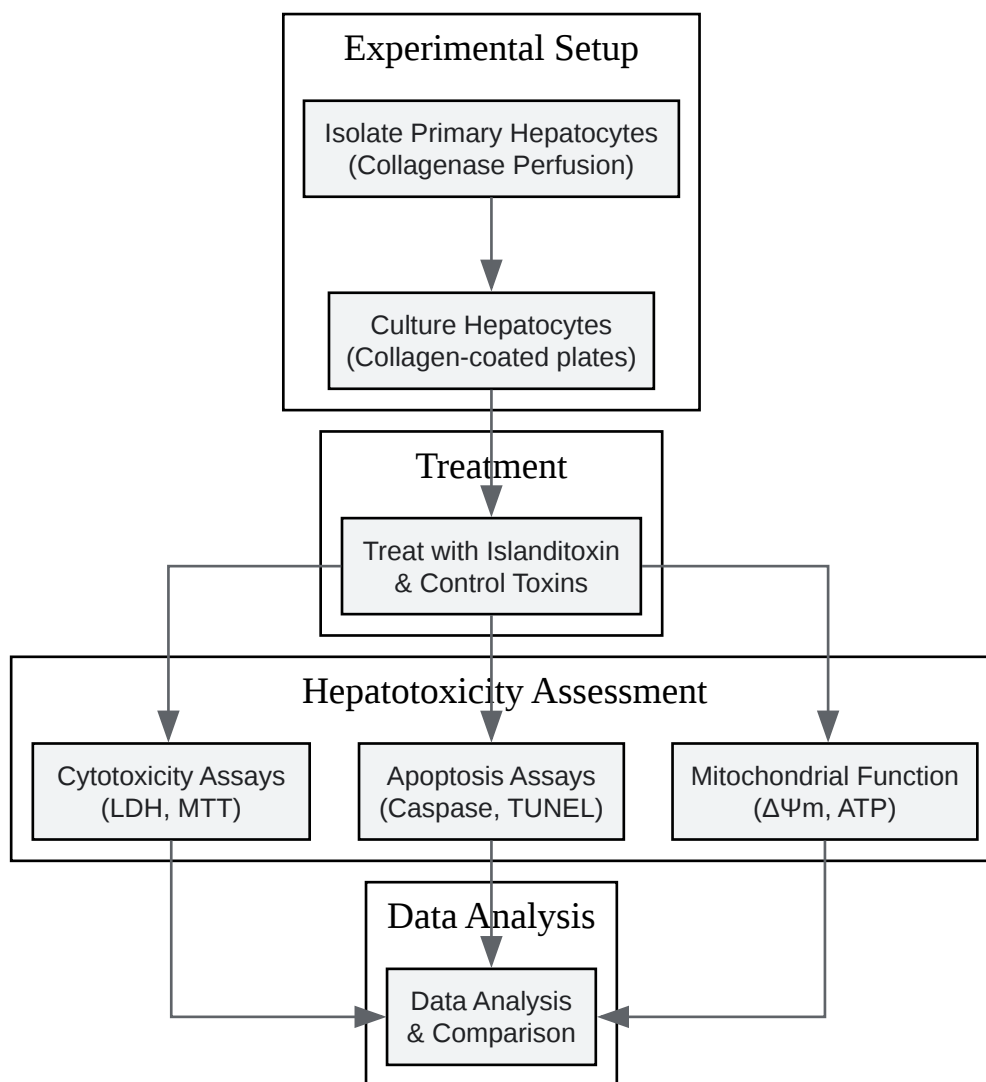 Experimental Setup
Isolate Primary Hepatocytes
(Collagenase Perfusion)
Culture Hepatocytes
(Collagen-coated plates)
Treatment
Treat with Islanditoxin
& Control Toxins
Hepatotoxicity Assessment
Cytotoxicity Assays
(LDH, MTT)
Apoptosis Assays
(Caspase, TUNEL)
Mitochondrial Function
(ΔΨm, ATP)
Data Analysis
Data Analysis
& Comparison